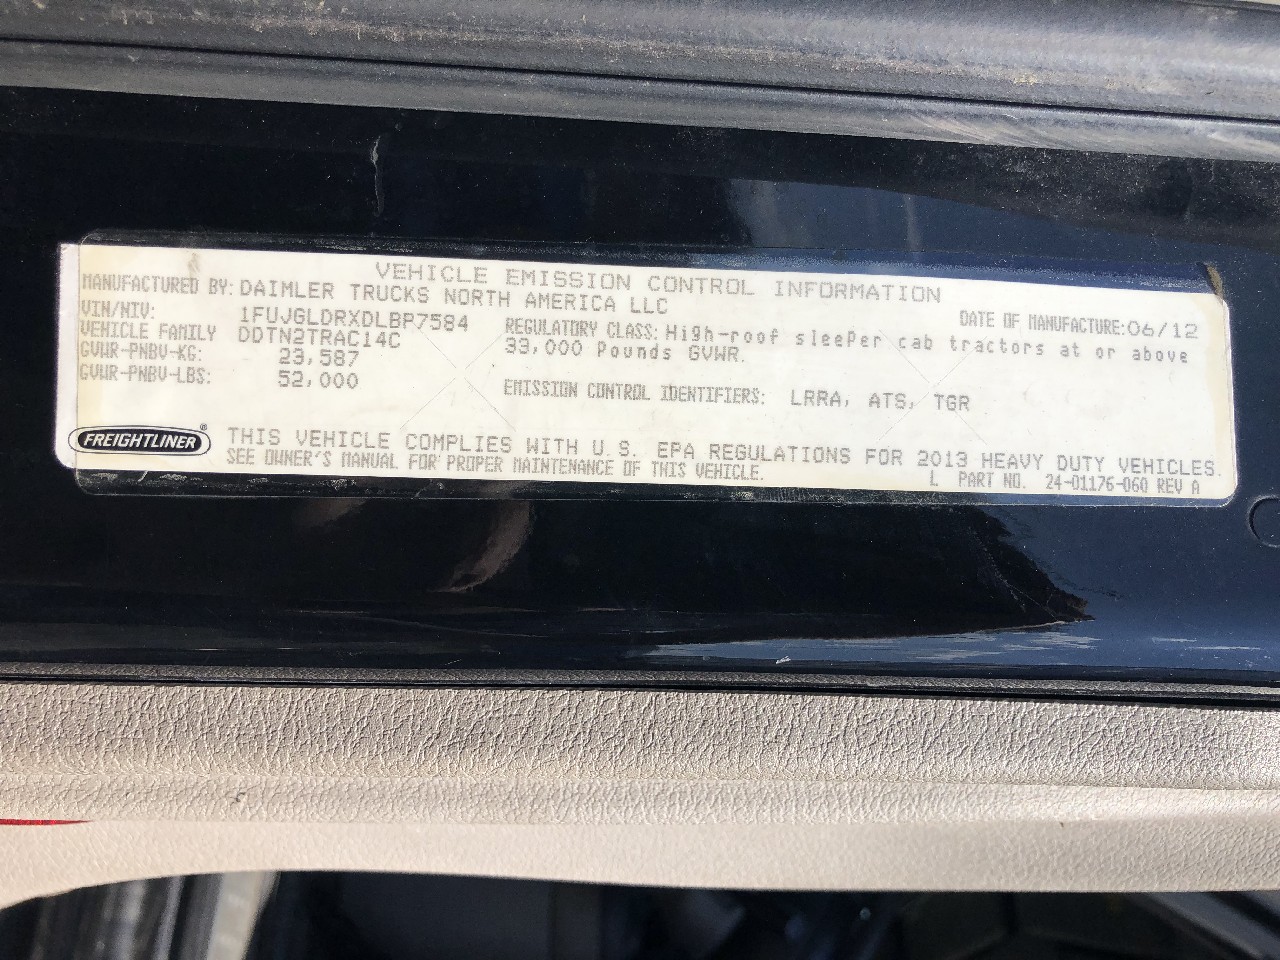 VEHICLE EMISSION CONTROL INFORMATION
MANUFACTURED BY: DAIMLER TRUCKS NORTH AMERICA LLC
DATE OF MANUFACTURE: 06/12
VIN/NIV: 1FUJGLDRXDLBP7584
REGULATORY CLASS: High-roof sleeper cab tractors at or above
33,000 Pounds GVWR.
VEHICLE FAMILY DDTN2TRAC14C
GVWR-PNBV-KG: 23,587
GVWR-PNBV-LBS: 52,000
EMISSION CONTROL IDENTIFIERS: LRRA, ATS, TGR
FREIGHTLINER®
THIS VEHICLE COMPLIES WITH U.S. EPA REGULATIONS FOR 2013 HEAVY DUTY VEHICLES.
SEE OWNER'S MANUAL FOR PROPER MAINTENANCE OF THIS VEHICLE.
L PART NO. 24-01176-060 REV A